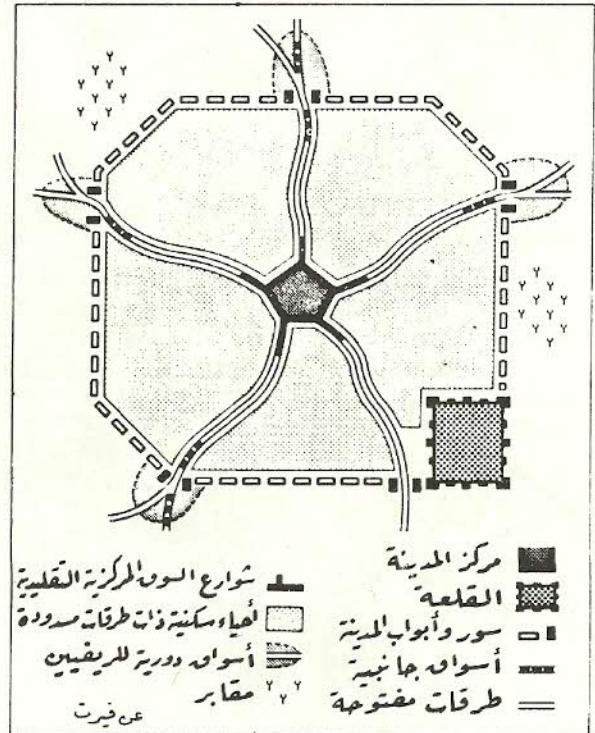 مركز المدينة
القلعة
سور وأبواب المدينة
أسواق جانبية
طرقات مفتوحة
شوارع السوق المركزية التقليدية
أحياء سكنية ذات طرقات مسدودة
أسواق دورية للريفيين
مقابر
عن فيرت